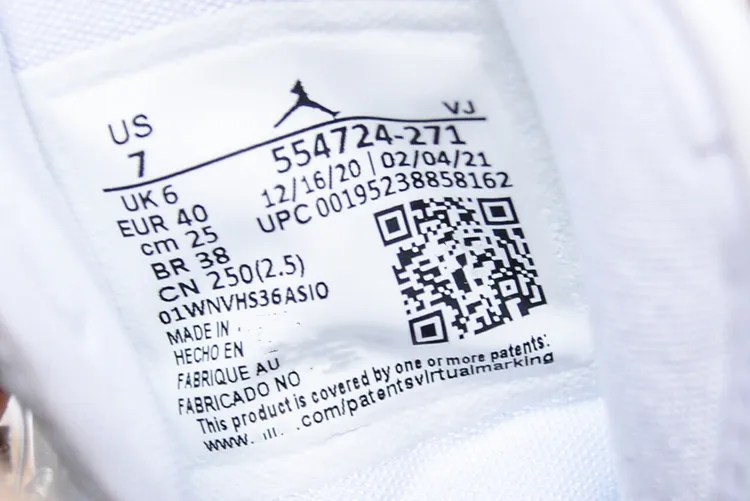 US
7
VJ
554724-271
12/16/20 | 02/04/21
UPC 00195238858162
UK 6
EUR 40
cm 25
BR 38
CN 250(2.5)
01WNVHS36ASIO
MADE IN
HECHO EN
FABRIQUE AU
FABRICADO NO
This product is covered by one or more patents:
www. .com/patentsvirtualmarking